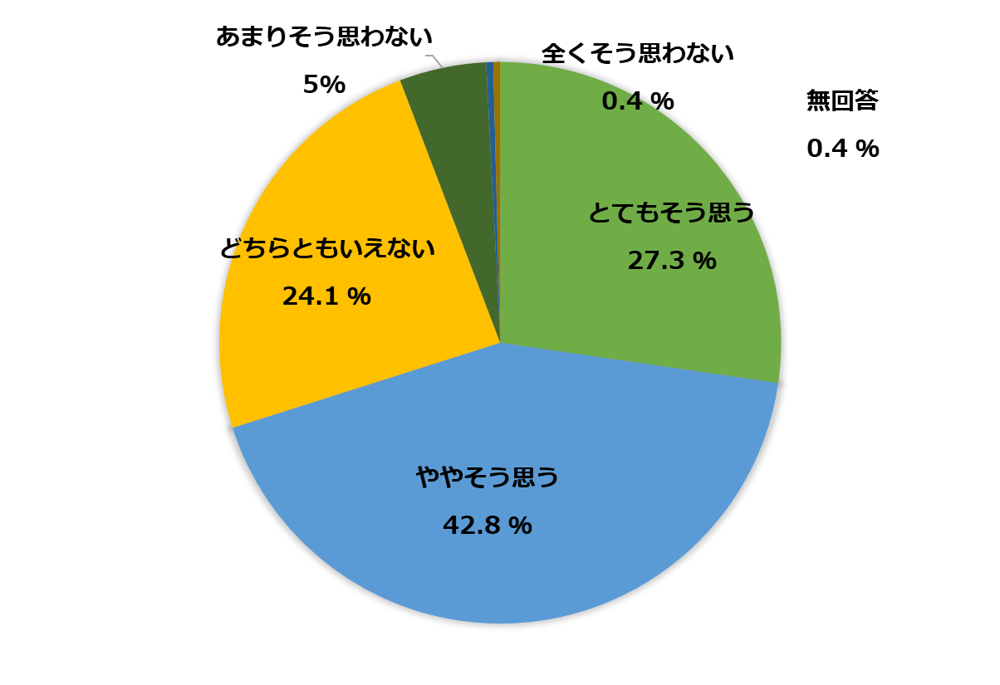 あまりそう思わない
5%
全くそう思わない
0.4 %
無回答
0.4 %
とてもそう思う
27.3 %
どちらともいえない
24.1 %
ややそう思う
42.8 %